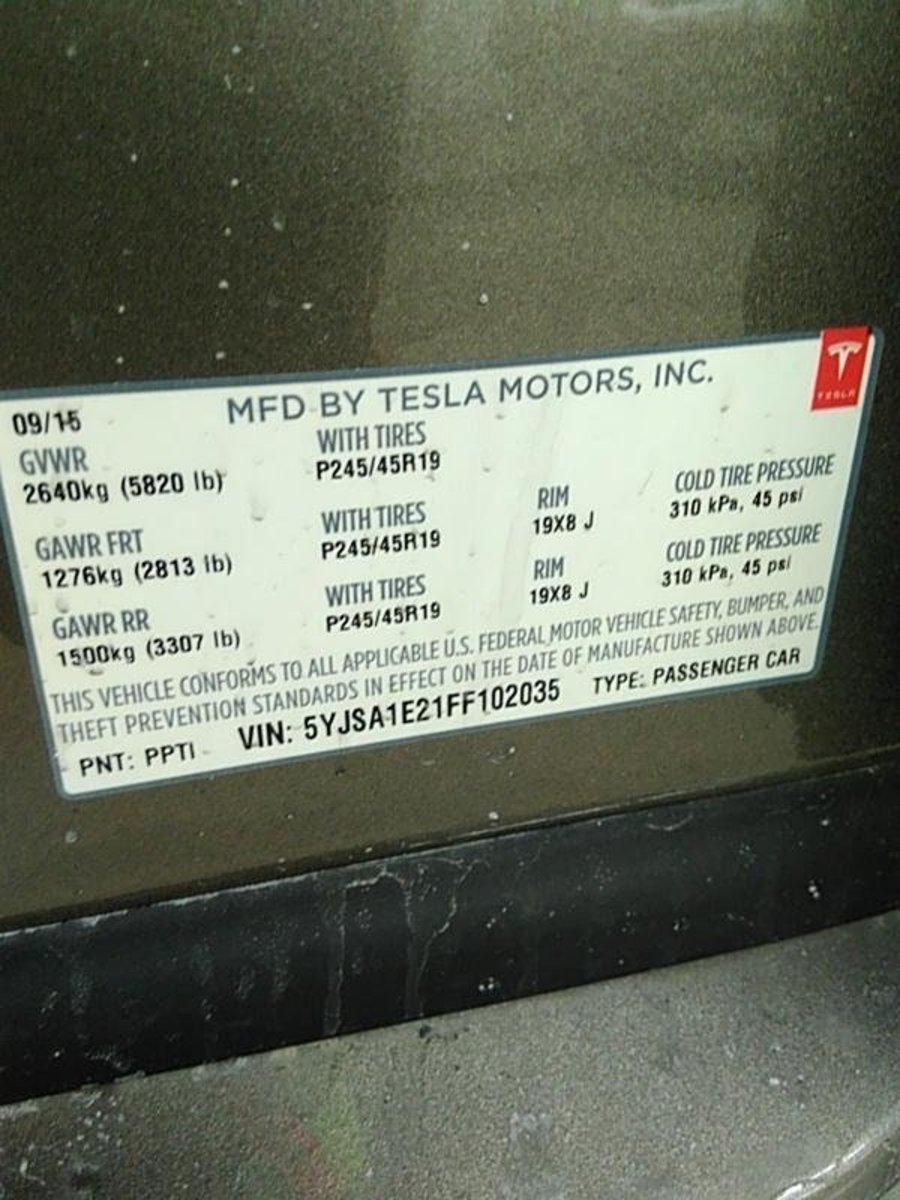 09/15 MFD BY TESLA MOTORS, INC.
TESLA
GVWR WITH TIRES
2640kg (5820 lb) P245/45R19
GAWR FRT WITH TIRES RIM COLD TIRE PRESSURE
1276kg (2813 lb) P245/45R19 19X8 J 310 kPa, 45 psi
GAWR RR WITH TIRES RIM COLD TIRE PRESSURE
1500kg (3307 lb) P245/45R19 19X8 J 310 kPa, 45 psi
THIS VEHICLE CONFORMS TO ALL APPLICABLE U.S. FEDERAL MOTOR VEHICLE SAFETY, BUMPER, AND
THEFT PREVENTION STANDARDS IN EFFECT ON THE DATE OF MANUFACTURE SHOWN ABOVE.
PNT: PPTI VIN: 5YJSA1E21FF102035 TYPE: PASSENGER CAR